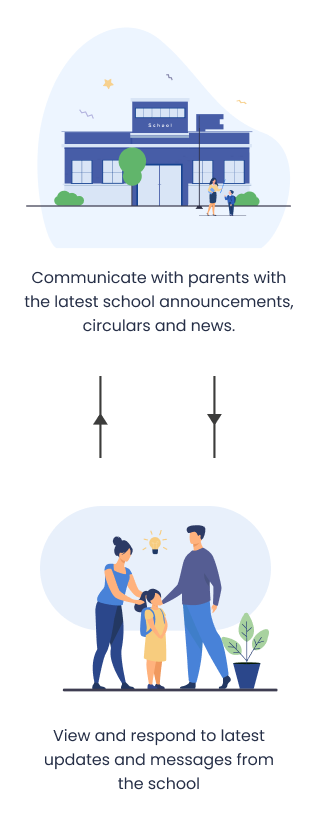 School
Communicate with parents with
the latest school announcements,
circulars and news.
View and respond to latest
updates and messages from
the school